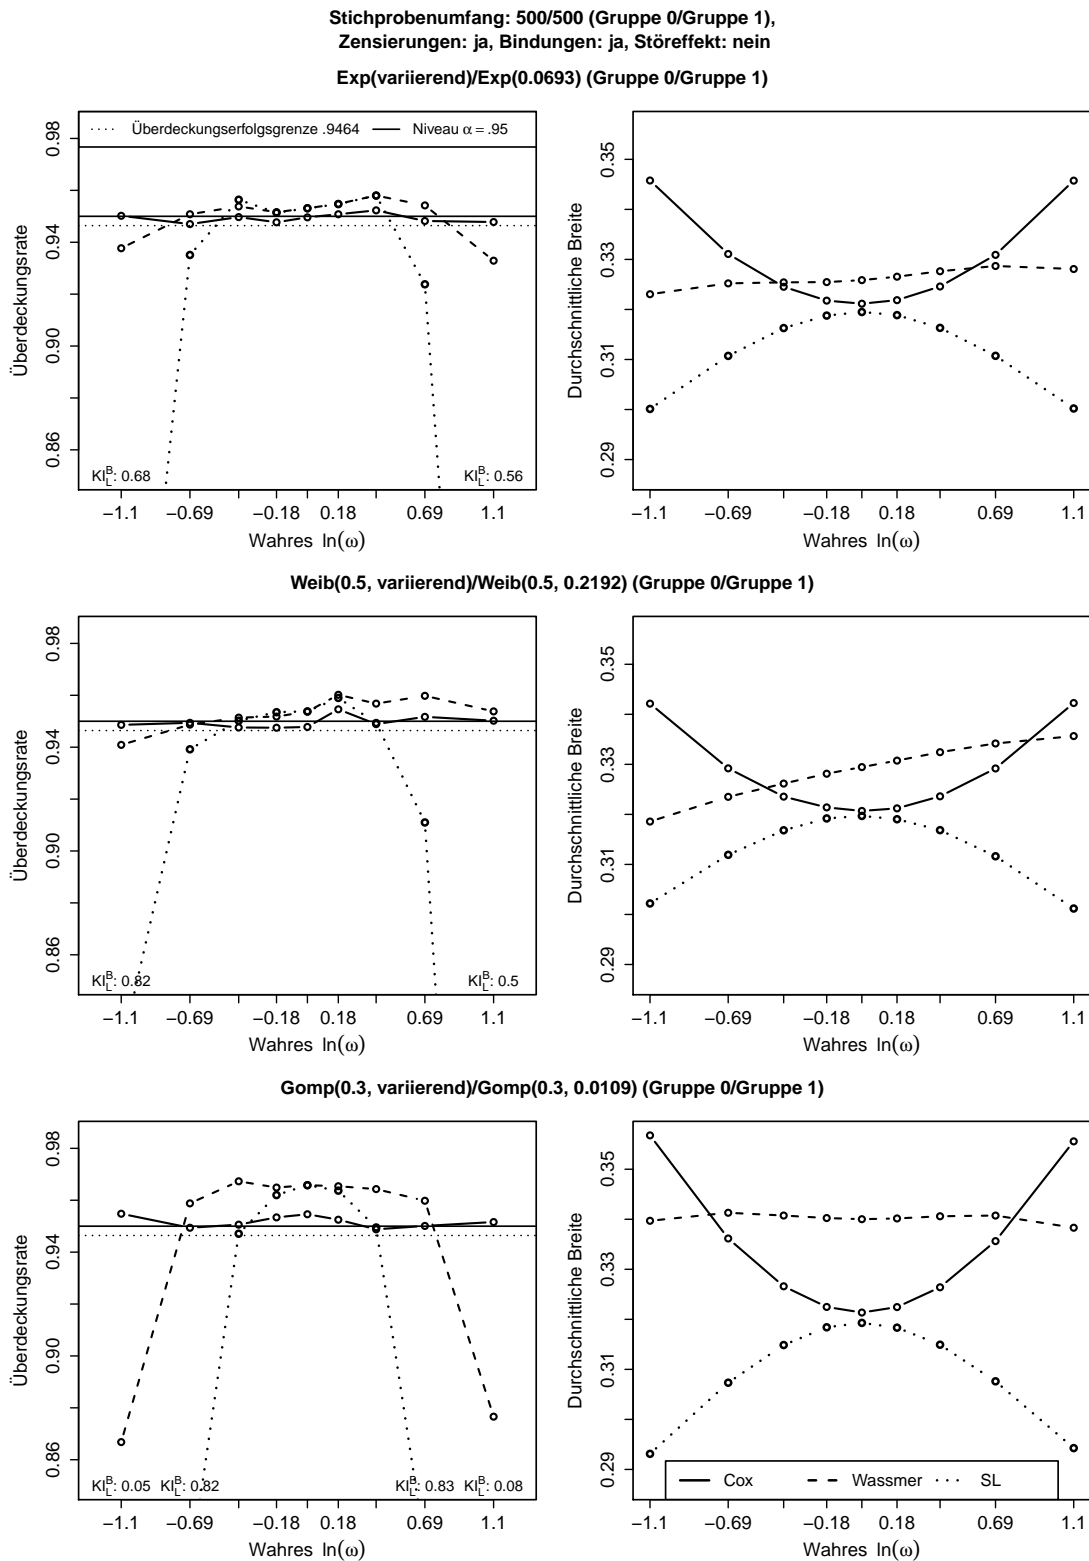 Stichprobenumfang: 500/500 (Gruppe 0/Gruppe 1),
Zensierungen: ja, Bindungen: ja, Störeffekt: nein
Exp(variierend)/Exp(0.0693) (Gruppe 0/Gruppe 1)
Überdeckungserfolgsgrenze .9464 Niveau α = .95
Überdeckungsrate
0.98
0.94
0.90
0.86
KI_L^B: 0.68 KI_L^B: 0.56
−1.1 −0.69 −0.18 0.18 0.69 1.1
Wahres ln(ω)
Durchschnittliche Breite
0.35
0.33
0.31
0.29
−1.1 −0.69 −0.18 0.18 0.69 1.1
Wahres ln(ω)
Weib(0.5, variierend)/Weib(0.5, 0.2192) (Gruppe 0/Gruppe 1)
Überdeckungsrate
0.98
0.94
0.90
0.86
KI_L^B: 0.82 KI_L^B: 0.5
−1.1 −0.69 −0.18 0.18 0.69 1.1
Wahres ln(ω)
Durchschnittliche Breite
0.35
0.33
0.31
0.29
−1.1 −0.69 −0.18 0.18 0.69 1.1
Wahres ln(ω)
Gomp(0.3, variierend)/Gomp(0.3, 0.0109) (Gruppe 0/Gruppe 1)
Überdeckungsrate
0.98
0.94
0.90
0.86
KI_L^B: 0.05 KI_L^B: 0.82 KI_L^B: 0.83 KI_L^B: 0.08
−1.1 −0.69 −0.18 0.18 0.69 1.1
Wahres ln(ω)
Durchschnittliche Breite
0.35
0.33
0.31
0.29
Cox Wassmer SL
−1.1 −0.69 −0.18 0.18 0.69 1.1
Wahres ln(ω)